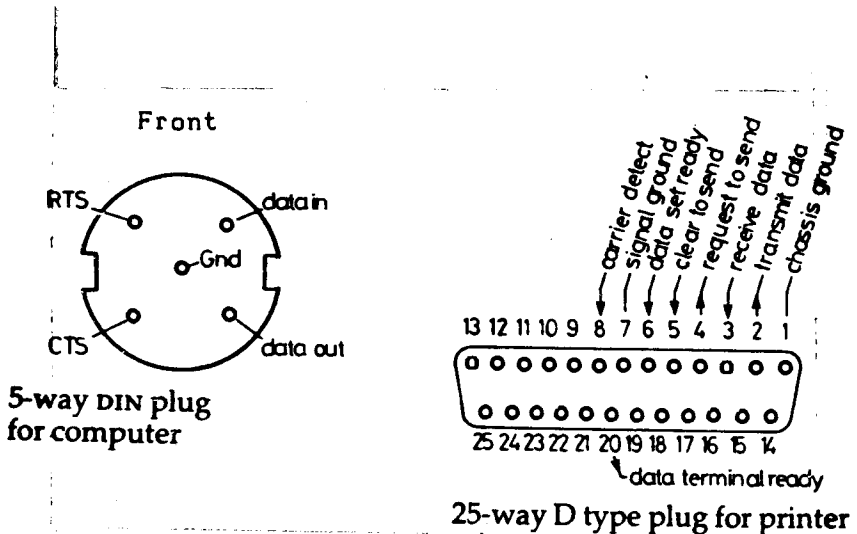 Front
RTS
data in
Gnd
CTS
data out
5-way DIN plug
for computer
carrier detect
signal ground
data set ready
clear to send
request to send
receive data
transmit data
chassis ground
13 12 11 10 9 8 7 6 5 4 3 2 1
25 24 23 22 21 20 19 18 17 16 15 14
data terminal ready
25-way D type plug for printer